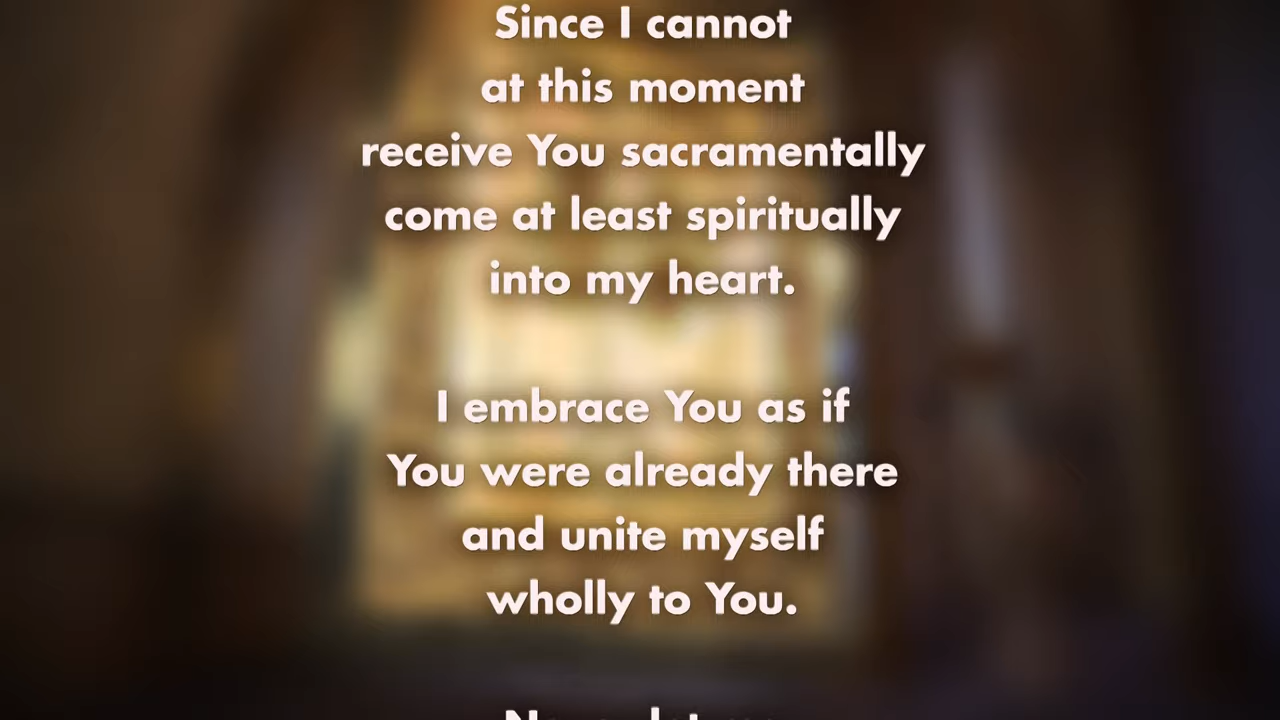 Since I cannot
at this moment
receive You sacramentally
come at least spiritually
into my heart.
I embrace You as if
You were already there
and unite myself
wholly to You.